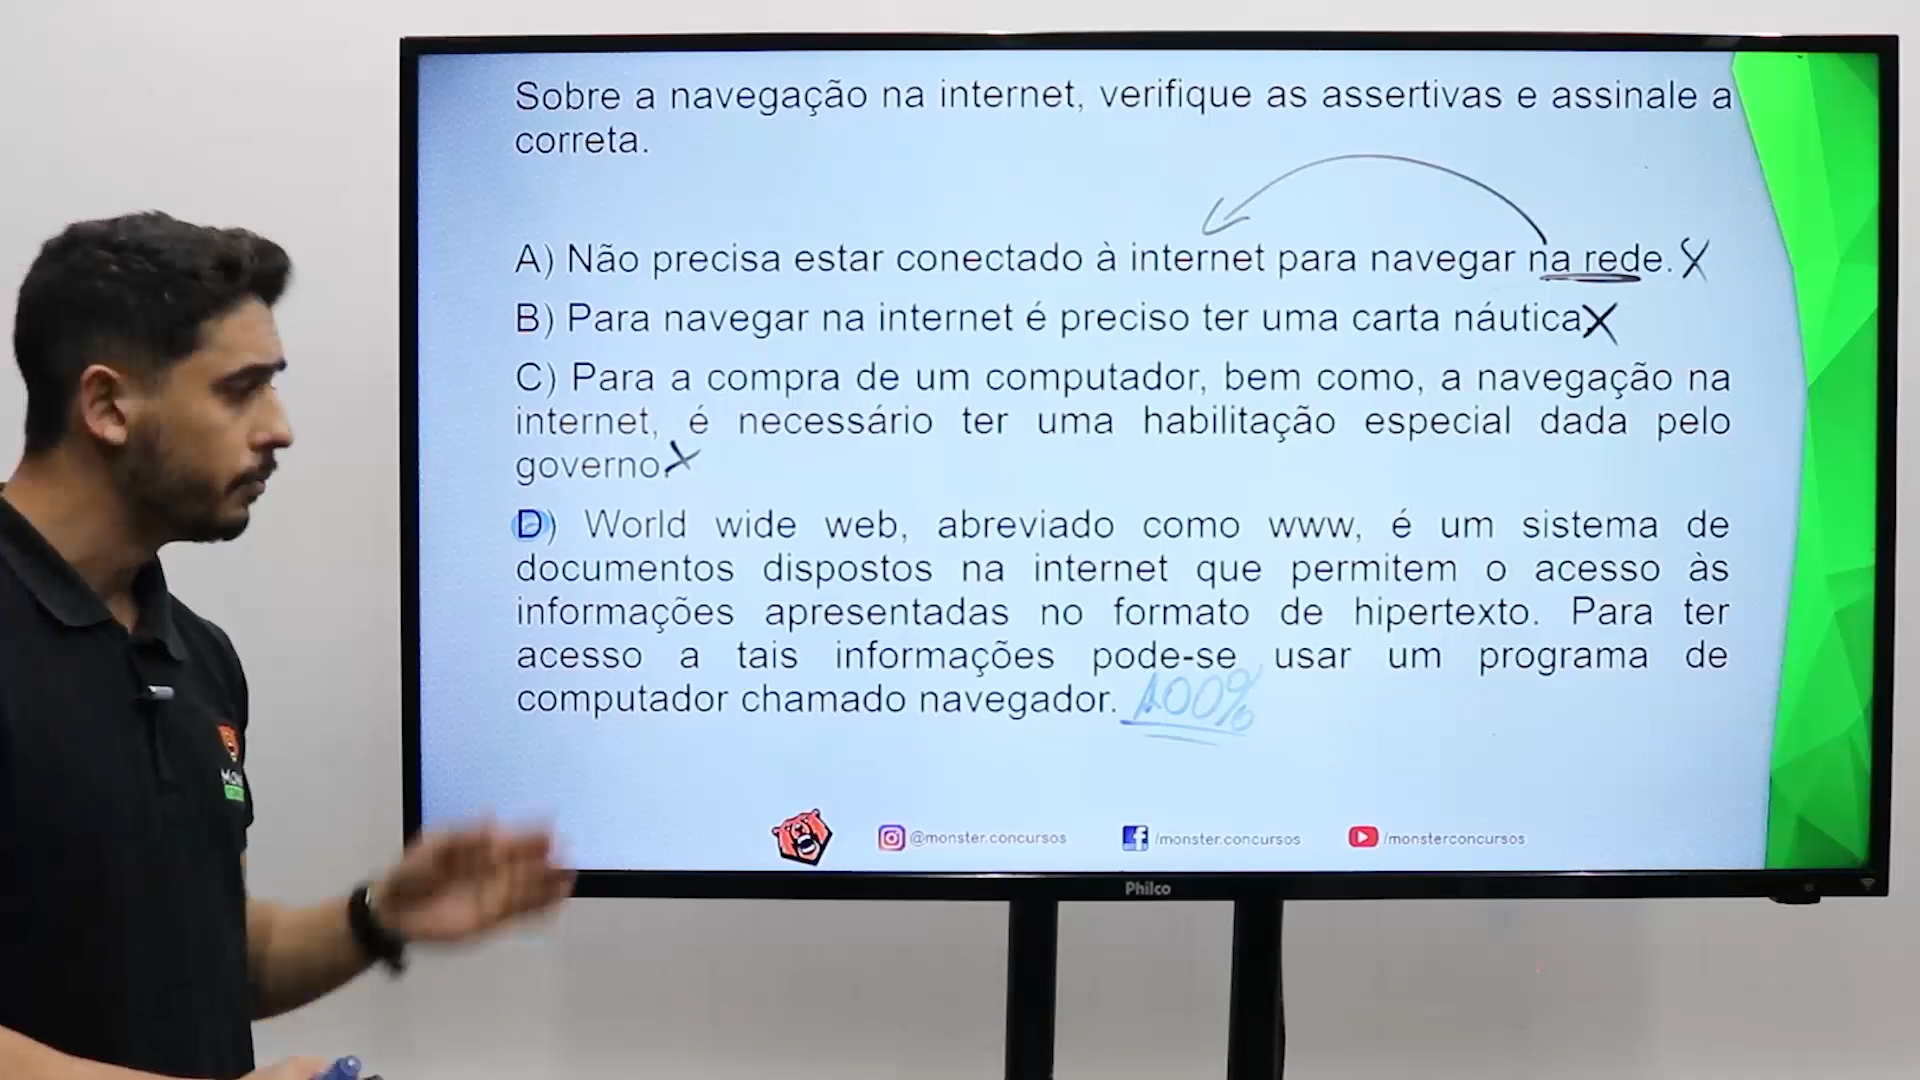 Sobre a navegação na internet, verifique as assertivas e assinale a
correta.
A) Não precisa estar conectado à internet para navegar na rede. X
B) Para navegar na internet é preciso ter uma carta náutica. X
C) Para a compra de um computador, bem como, a navegação na
internet, é necessário ter uma habilitação especial dada pelo
governo. X
D) World wide web, abreviado como www, é um sistema de
documentos dispostos na internet que permitem o acesso às
informações apresentadas no formato de hipertexto. Para ter
acesso a tais informações pode-se usar um programa de
computador chamado navegador. 100%
@monster.concursos /monster.concursos /monsterconcursos
Philco